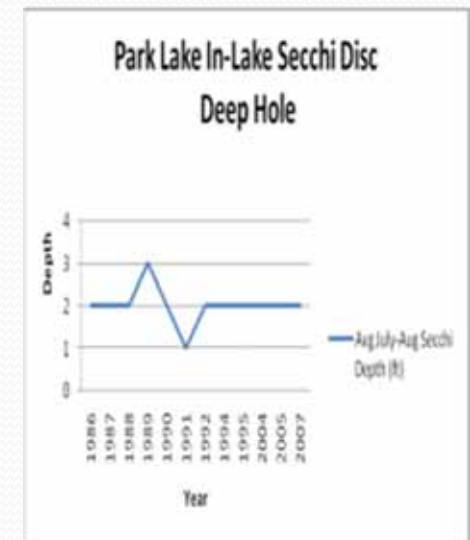 Park Lake In-Lake Secchi Disc
Deep Hole
Depth
4
3
2
1
0
1986
1987
1988
1989
1990
1991
1992
1994
1995
2004
2005
2007
Year
Avg July-Aug Secchi
Depth (ft)